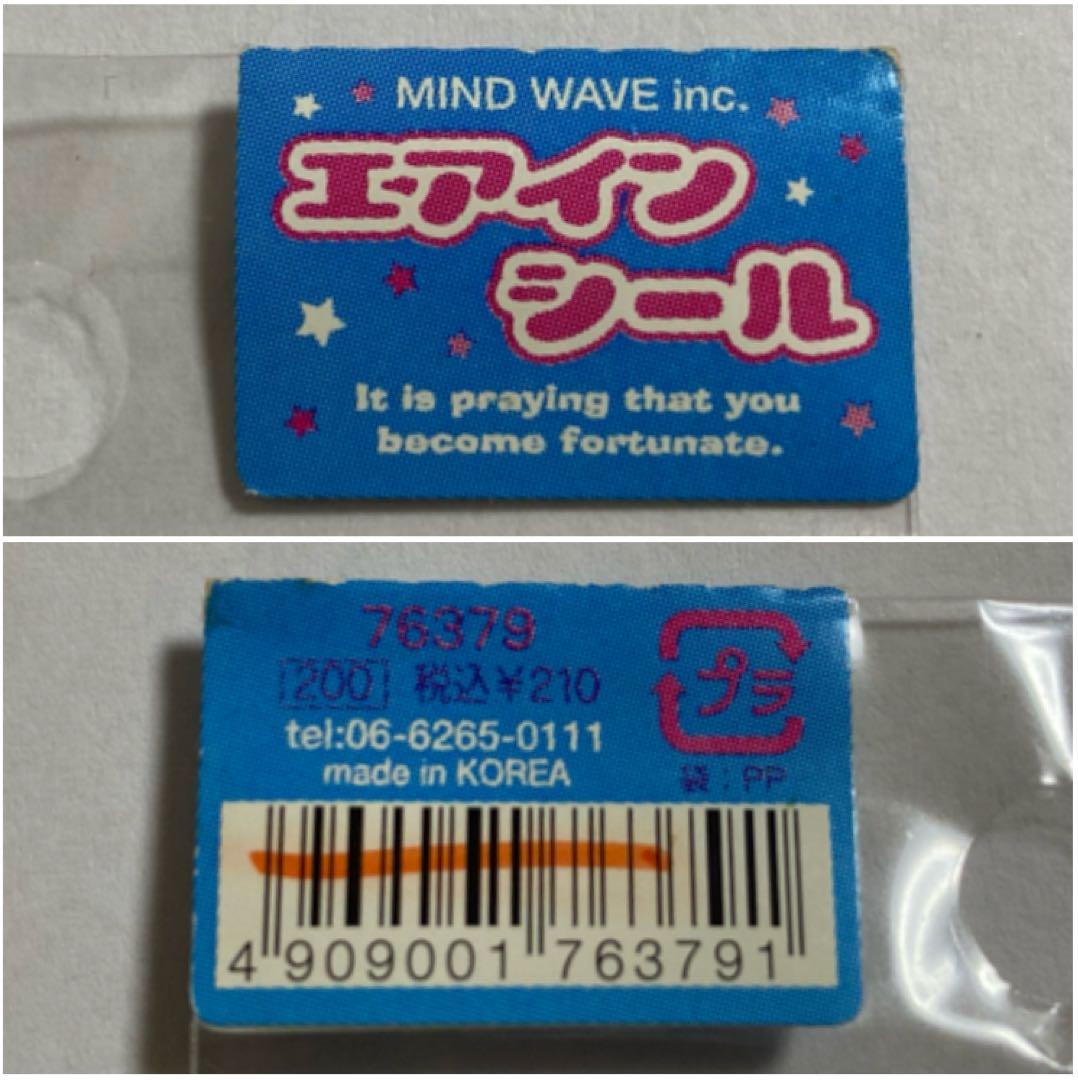 MIND WAVE inc.
エアイン
シール
It is praying that you
become fortunate.
76379
200 税込¥210
プラ
tel:06-6265-0111
made in KOREA
袋:PP
4 909001 763791